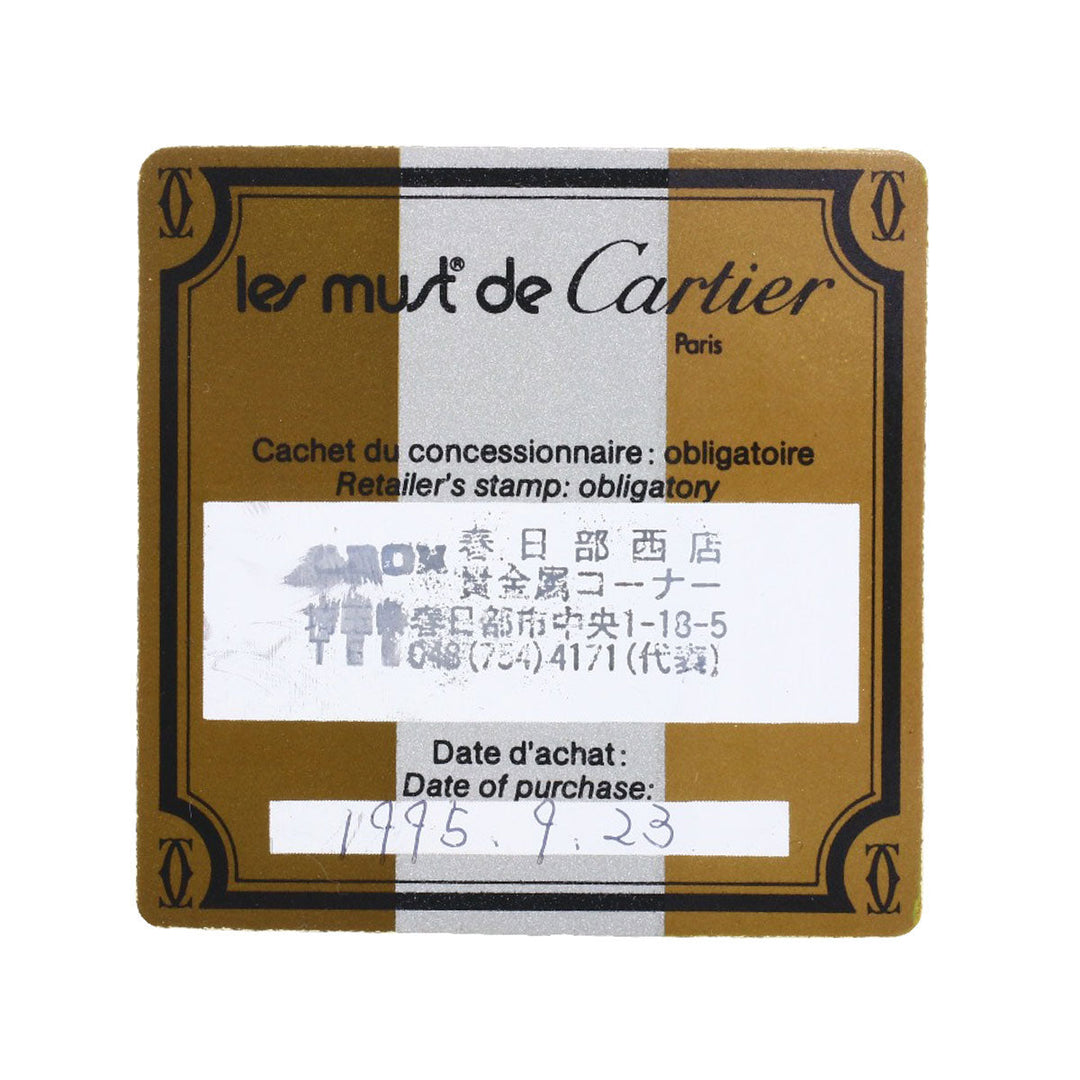 les must® de Cartier
Paris
Cachet du concessionnaire : obligatoire
Retailer's stamp: obligatory
春日部西店
貴金属コーナー
春日部市中央1-13-5
048(754)4171(代表)
Date d'achat :
Date of purchase:
1995. 9. 23